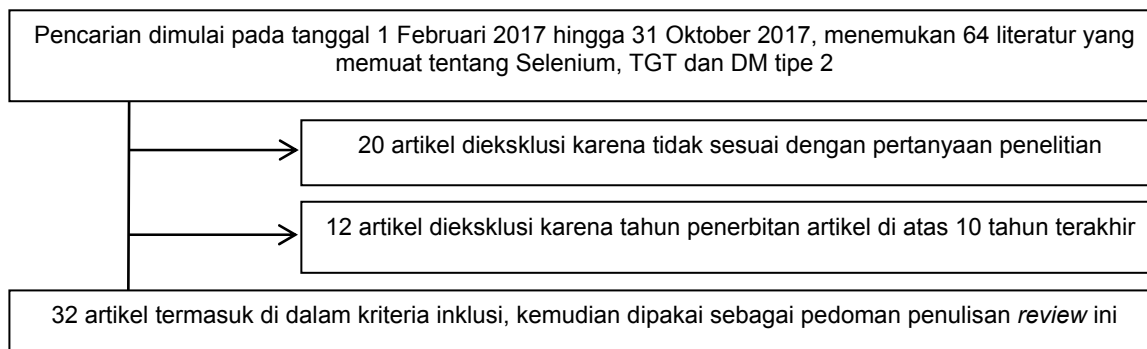 Pencarian dimulai pada tanggal 1 Februari 2017 hingga 31 Oktober 2017, menemukan 64 literatur yang
memuat tentang Selenium, TGT dan DM tipe 2
20 artikel dieksklusi karena tidak sesuai dengan pertanyaan penelitian
12 artikel dieksklusi karena tahun penerbitan artikel di atas 10 tahun terakhir
32 artikel termasuk di dalam kriteria inklusi, kemudian dipakai sebagai pedoman penulisan review ini